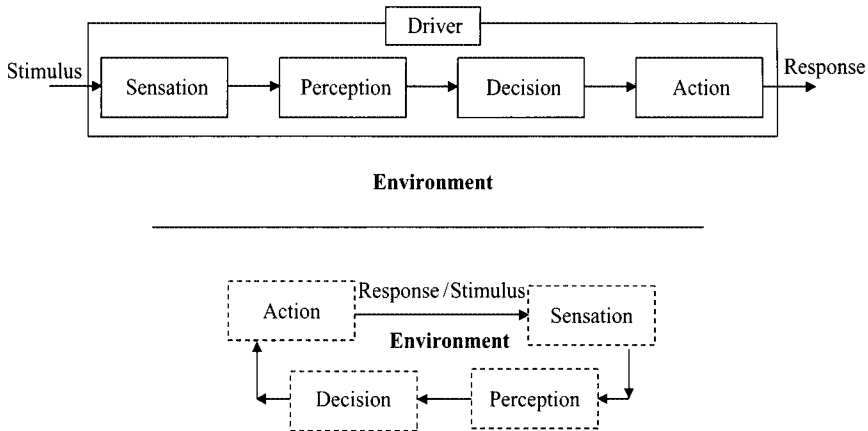 Driver
Stimulus
Response
Sensation
Perception
Decision
Action
Environment
Response/Stimulus
Action
Sensation
Environment
Decision
Perception